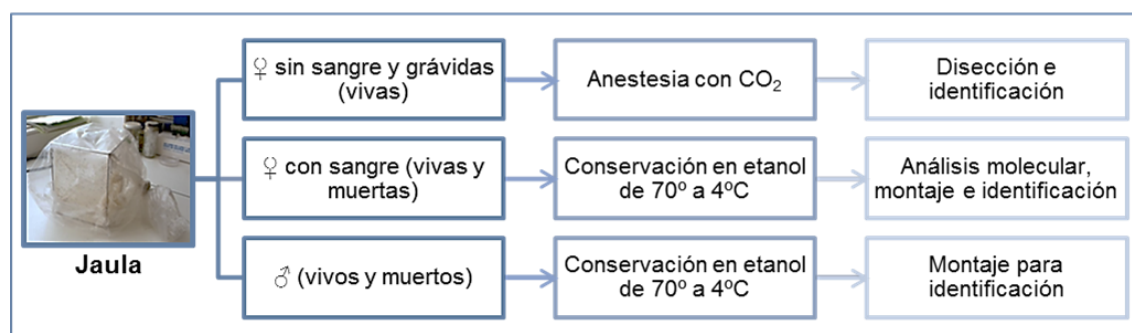 ♀ sin sangre y grávidas
(vivas)
Anestesia con CO₂
Disección e
identificación
♀ con sangre (vivas y
muertas)
Conservación en etanol
de 70º a 4ºC
Análisis molecular,
montaje e identificación
Jaula
♂ (vivos y muertos)
Conservación en etanol
de 70º a 4ºC
Montaje para
identificación